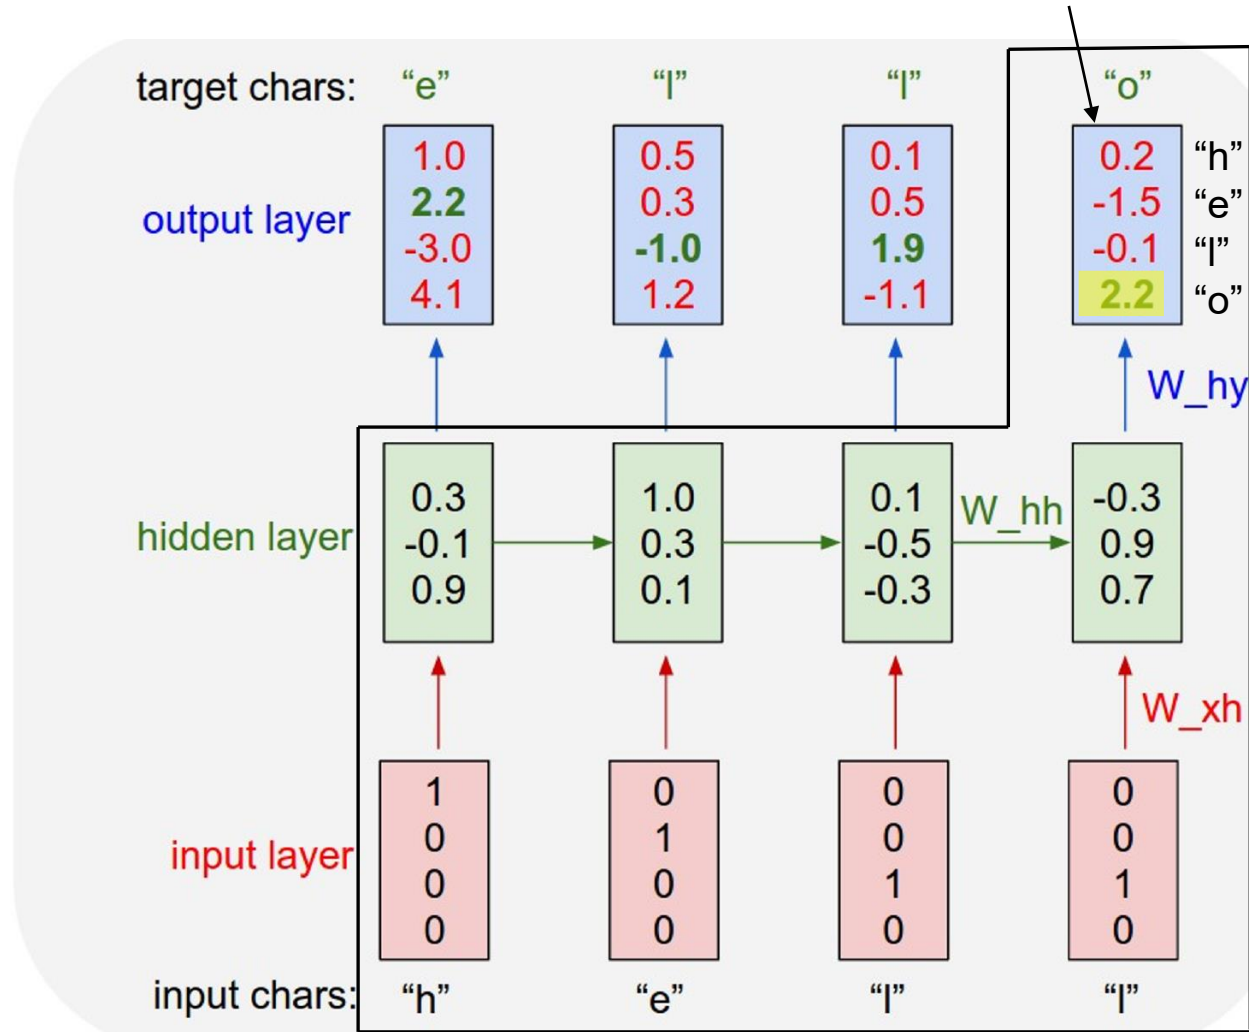 target chars: “e” “l” “l” “o”
1.0 0.5 0.1 0.2 “h”
2.2 0.3 0.5 -1.5 “e”
output layer
-3.0 -1.0 1.9 -0.1 “l”
4.1 1.2 -1.1 2.2 “o”
W_hy
0.3 1.0 0.1 W_hh -0.3
hidden layer -0.1 0.3 -0.5 0.9
0.9 0.1 -0.3 0.7
W_xh
1 0 0 0
0 1 0 0
input layer
0 0 1 1
0 0 0 0
input chars: “h” “e” “l” “l”